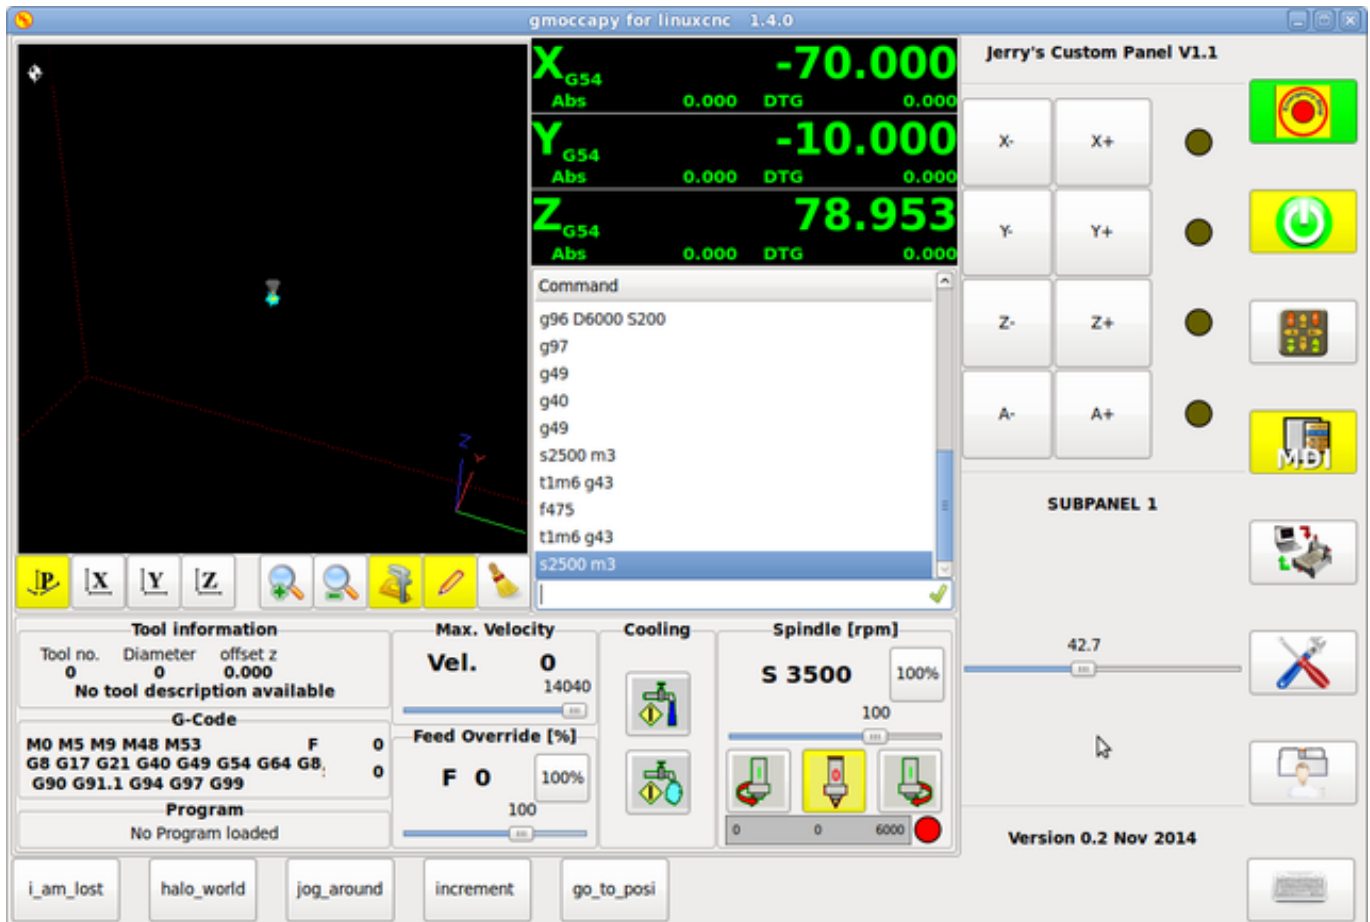 gmoccapy for linuxcnc 1.4.0
X G54 -70.000
Abs 0.000 DTG 0.000
Y G54 -10.000
Abs 0.000 DTG 0.000
Z G54 78.953
Abs 0.000 DTG 0.000
Command
g96 D6000 S200
g97
g49
g40
g49
s2500 m3
t1m6 g43
f475
t1m6 g43
s2500 m3
Z
Y
P X Y Z
Tool information
Tool no. Diameter offset z
0 0 0.000
No tool description available
G-Code
M0 M5 M9 M48 M53 F 0
G8 G17 G21 G40 G49 G54 G64 G8 0
G90 G91.1 G94 G97 G99
Program
No Program loaded
Max. Velocity
Vel. 0
14040
Feed Override [%]
F 0 100%
100
Cooling
Spindle [rpm]
S 3500 100%
100
0 0 6000
i_am_lost halo_world jog_around increment go_to_posi
Jerry's Custom Panel V1.1
X- X+
Y- Y+
Z- Z+
A- A+
SUBPANEL 1
42.7
Version 0.2 Nov 2014
MDI